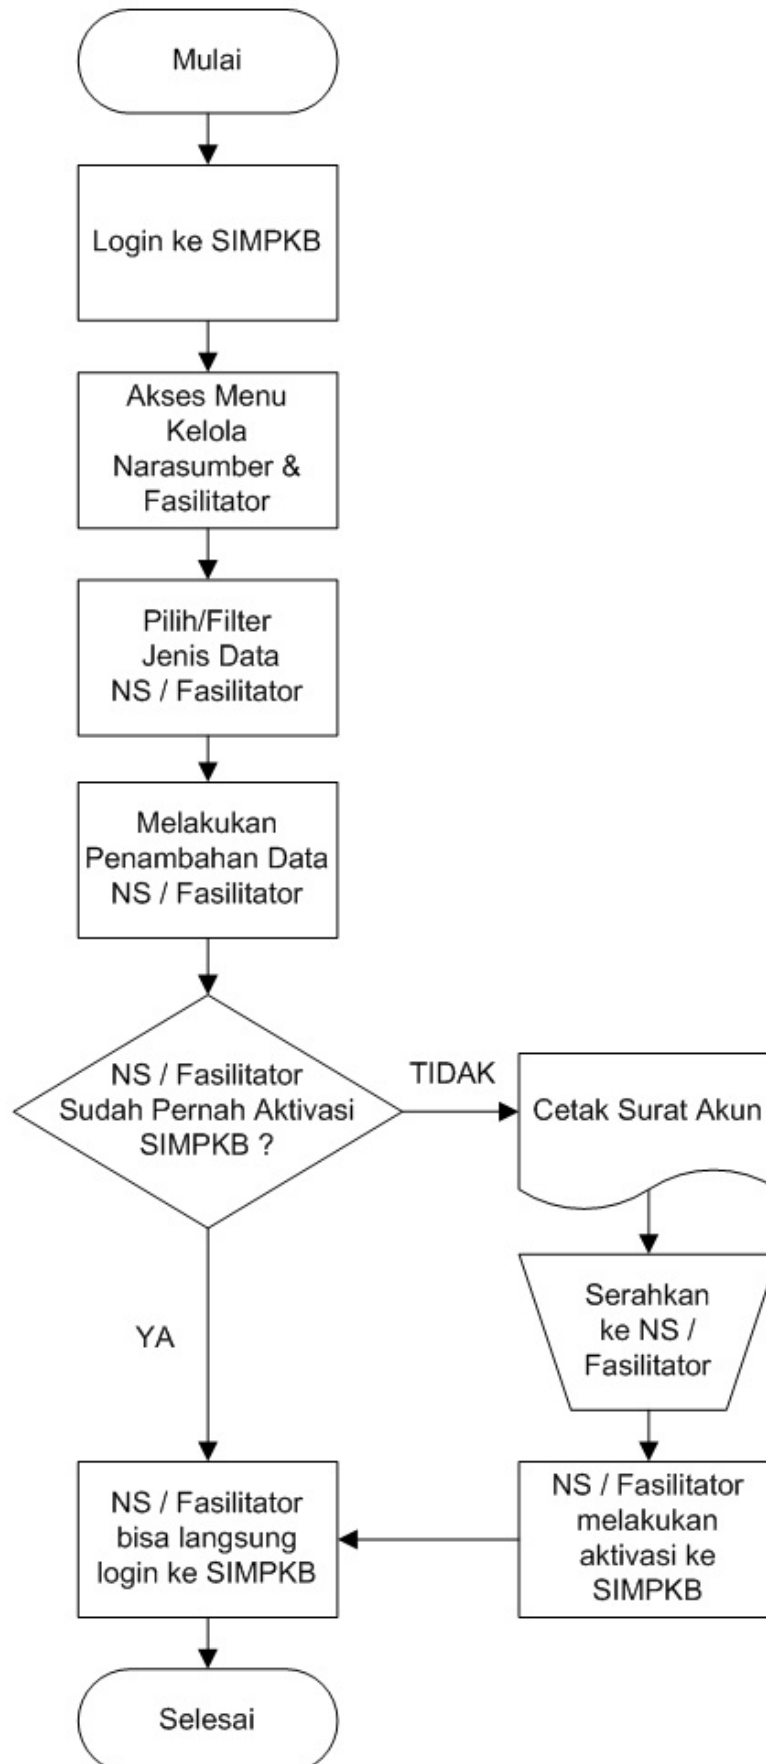 Mulai
Login ke SIMPKB
Akses Menu
Kelola
Narasumber &
Fasilitator
Pilih/Filter
Jenis Data
NS / Fasilitator
Melakukan
Penambahan Data
NS / Fasilitator
NS / Fasilitator
Sudah Pernah Aktivasi
SIMPKB ?
TIDAK
Cetak Surat Akun
Serahkan
ke NS /
Fasilitator
NS / Fasilitator
melakukan
aktivasi ke
SIMPKB
YA
NS / Fasilitator
bisa langsung
login ke SIMPKB
Selesai